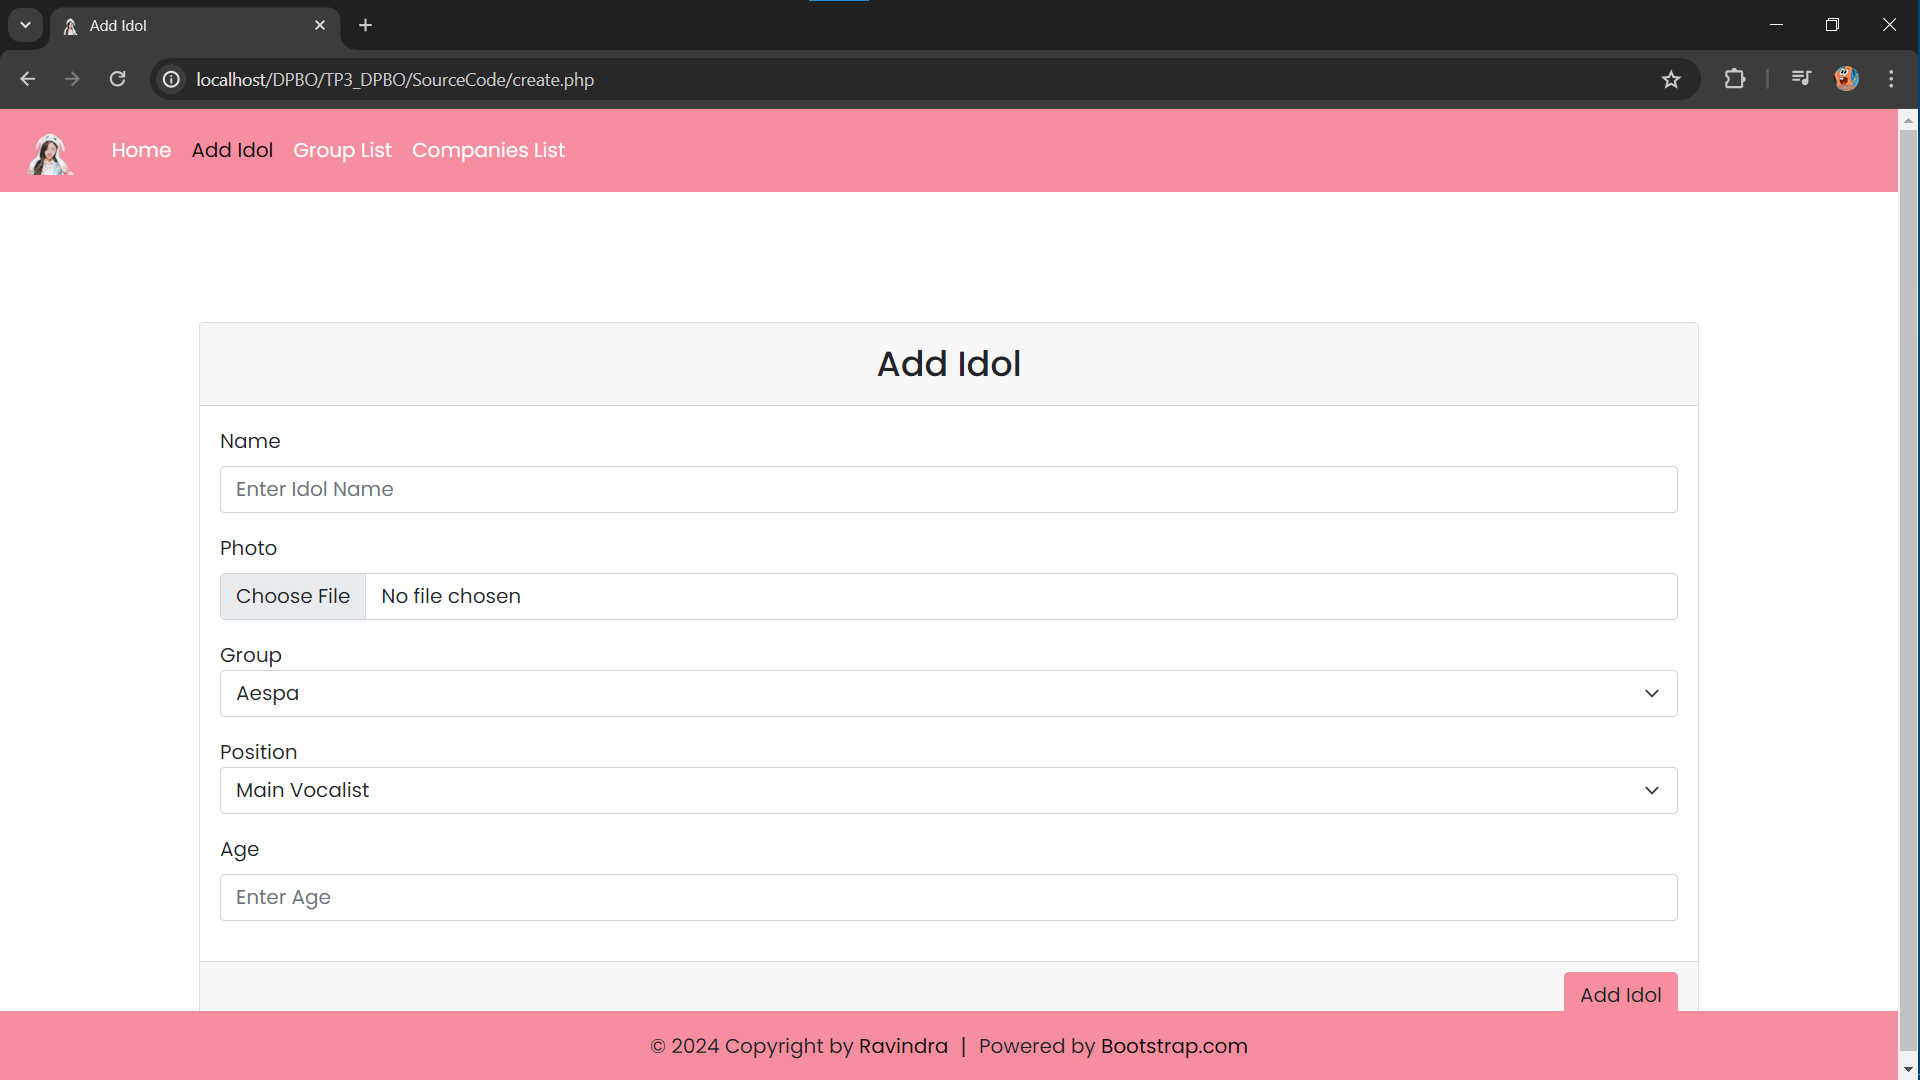 Add Idol
localhost/DPBO/TP3_DPBO/SourceCode/create.php
Home Add Idol Group List Companies List
Add Idol
Name
Enter Idol Name
Photo
Choose File No file chosen
Group
Aespa
Position
Main Vocalist
Age
Enter Age
Add Idol
© 2024 Copyright by Ravindra | Powered by Bootstrap.com